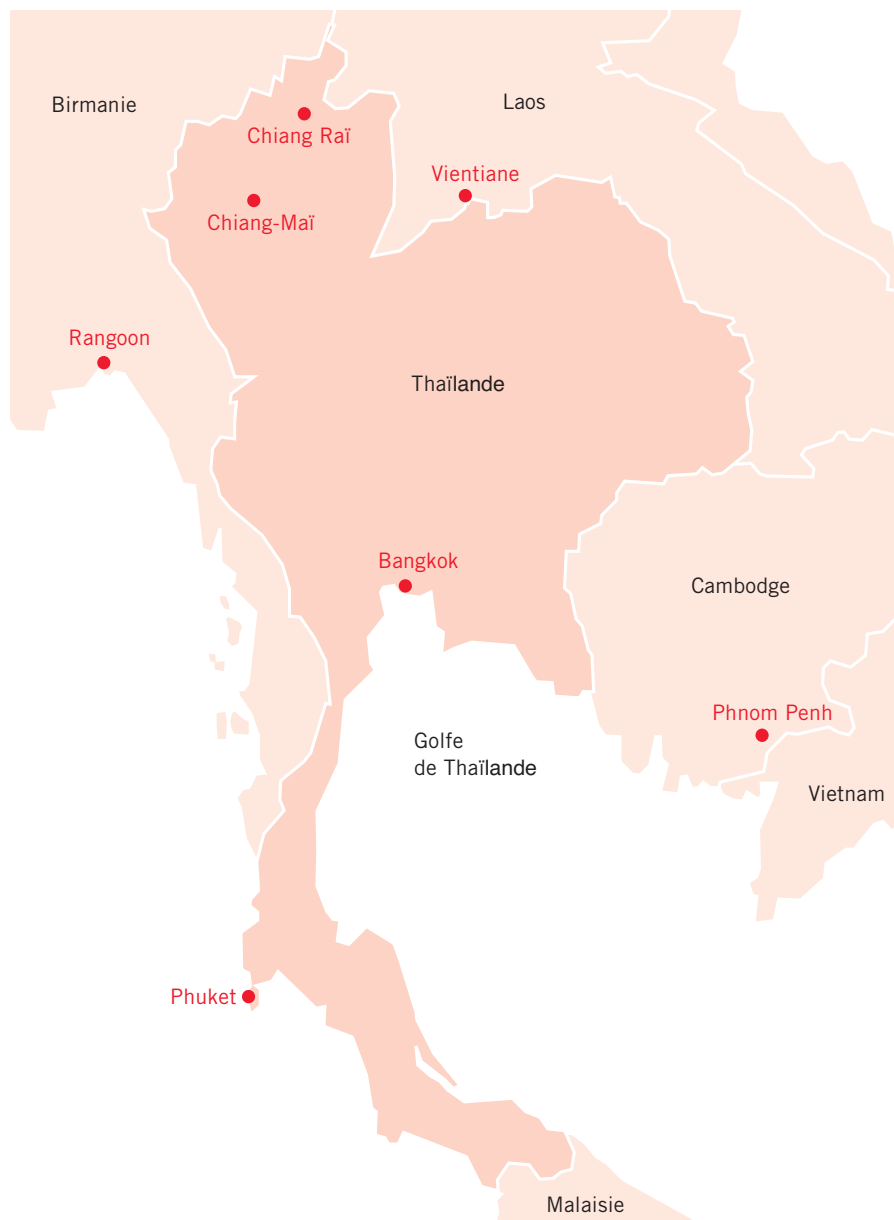 Birmanie
Laos
Chiang Raï
Vientiane
Chiang-Maï
Rangoon
Thaïlande
Bangkok
Cambodge
Phnom Penh
Golfe
de Thaïlande
Vietnam
Phuket
Malaisie